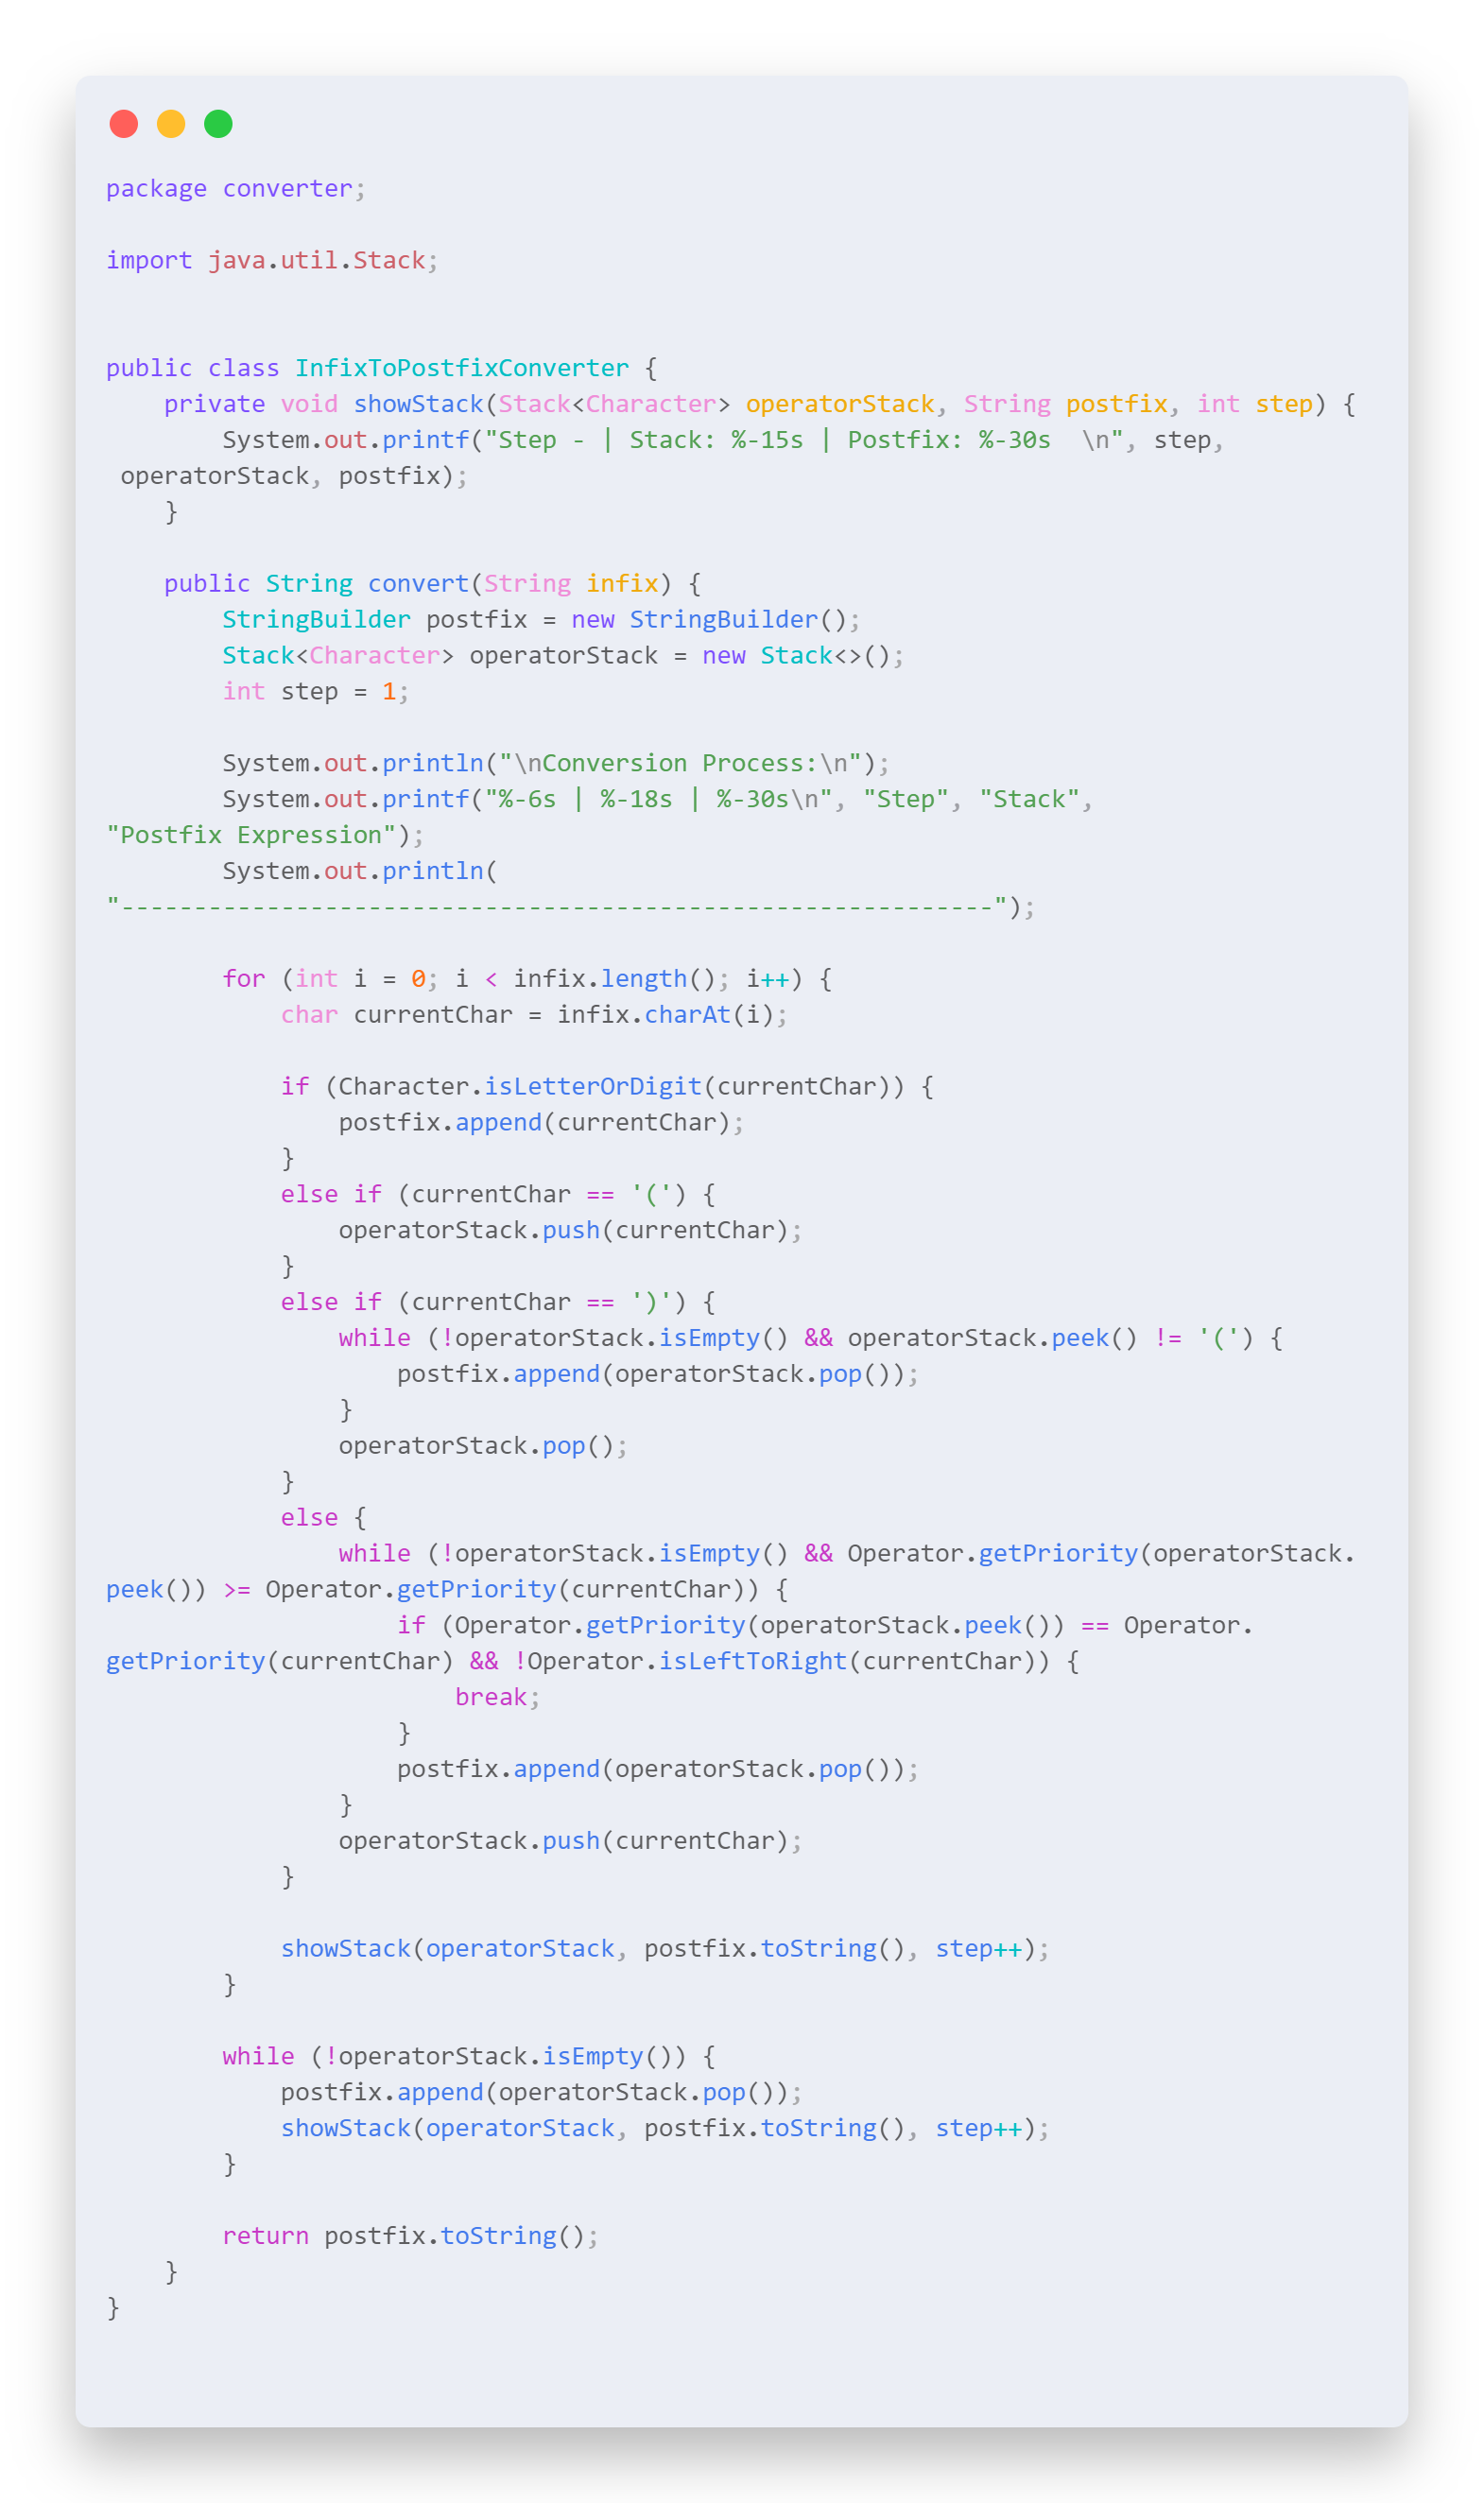 package converter;

import java.util.Stack;


public class InfixToPostfixConverter {
    private void showStack(Stack<Character> operatorStack, String postfix, int step) {
        System.out.printf("Step - | Stack: %-15s | Postfix: %-30s  \n", step,
 operatorStack, postfix);
    }

    public String convert(String infix) {
        StringBuilder postfix = new StringBuilder();
        Stack<Character> operatorStack = new Stack<>();
        int step = 1;

        System.out.println("\nConversion Process:\n");
        System.out.printf("%-6s | %-18s | %-30s\n", "Step", "Stack",
"Postfix Expression");
        System.out.println(
"------------------------------------------------------------");

        for (int i = 0; i < infix.length(); i++) {
            char currentChar = infix.charAt(i);

            if (Character.isLetterOrDigit(currentChar)) {
                postfix.append(currentChar);
            }
            else if (currentChar == '(') {
                operatorStack.push(currentChar);
            }
            else if (currentChar == ')') {
                while (!operatorStack.isEmpty() && operatorStack.peek() != '(') {
                    postfix.append(operatorStack.pop());
                }
                operatorStack.pop();
            }
            else {
                while (!operatorStack.isEmpty() && Operator.getPriority(operatorStack.
peek()) >= Operator.getPriority(currentChar)) {
                    if (Operator.getPriority(operatorStack.peek()) == Operator.
getPriority(currentChar) && !Operator.isLeftToRight(currentChar)) {
                        break;
                    }
                    postfix.append(operatorStack.pop());
                }
                operatorStack.push(currentChar);
            }

            showStack(operatorStack, postfix.toString(), step++);
        }

        while (!operatorStack.isEmpty()) {
            postfix.append(operatorStack.pop());
            showStack(operatorStack, postfix.toString(), step++);
        }

        return postfix.toString();
    }
}